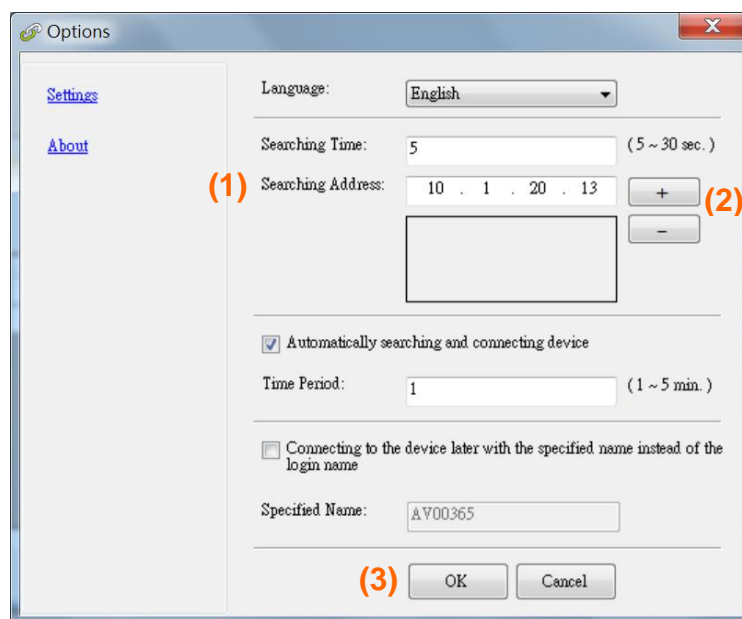 Options
Settings
About
Language: English
Searching Time: 5 (5 ~ 30 sec.)
(1) Searching Address: 10 . 1 . 20 . 13 + (2)
−
Automatically searching and connecting device
Time Period: 1 (1 ~ 5 min.)
Connecting to the device later with the specified name instead of the
login name
Specified Name: AV00365
(3) OK Cancel